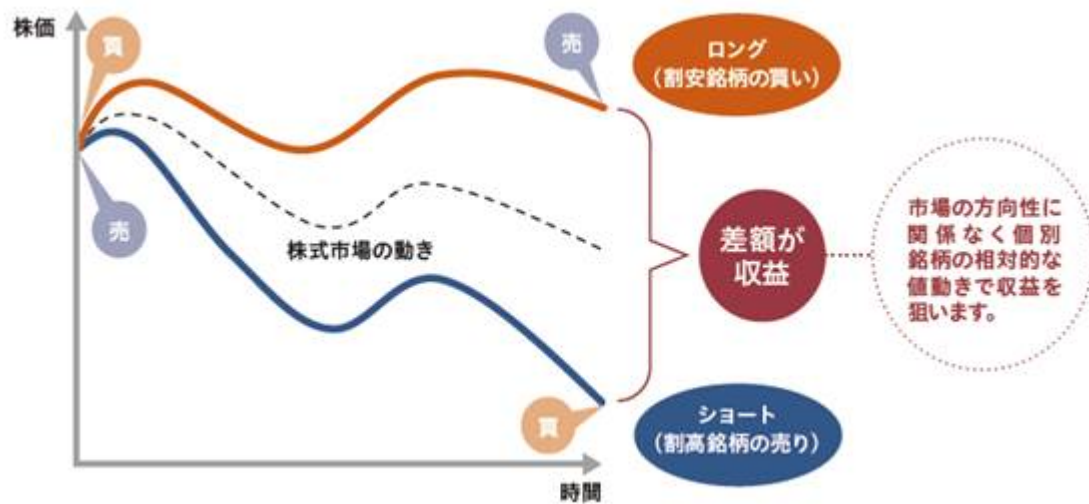 株価
買
売
ロング
（割安銘柄の買い）
売
株式市場の動き
差額が
収益
市場の方向性に
関係なく個別
銘柄の相対的な
値動きで収益を
狙います。
買
ショート
（割高銘柄の売り）
時間